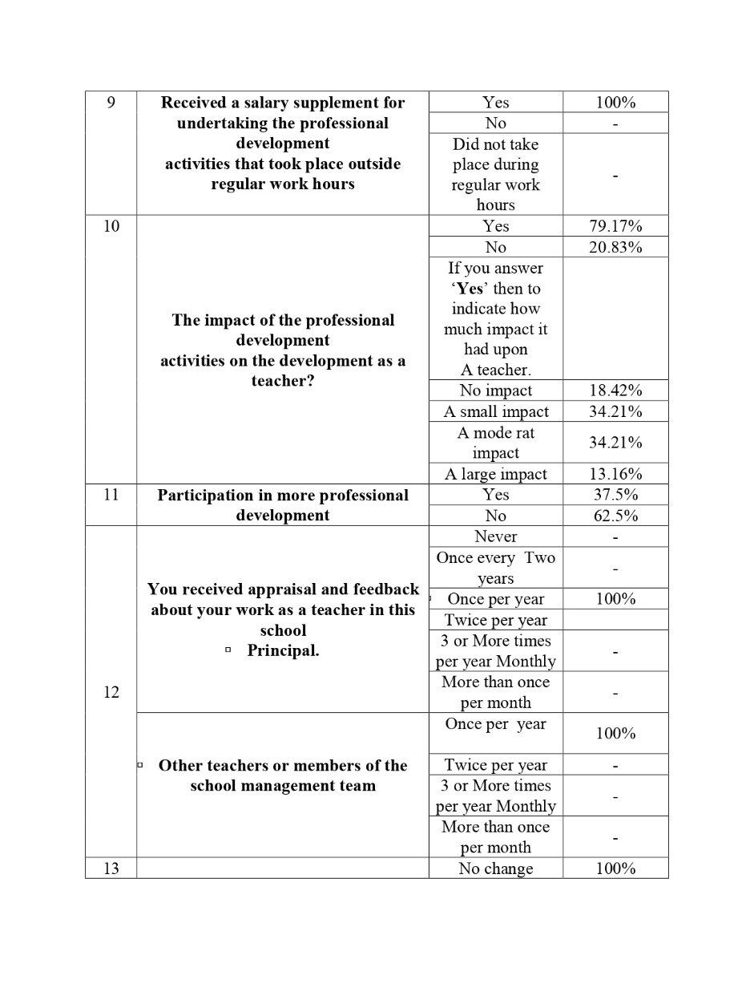 9
Received a salary supplement for
undertaking the professional
development
activities that took place outside
regular work hours
Yes
100%
No
-
Did not take
place during
regular work
hours
-
10
The impact of the professional
development
activities on the development as a
teacher?
Yes
79.17%
No
20.83%
If you answer
‘Yes’ then to
indicate how
much impact it
had upon
A teacher.
No impact
18.42%
A small impact
34.21%
A mode rat
impact
34.21%
A large impact
13.16%
11
Participation in more professional
development
Yes
37.5%
No
62.5%
12
You received appraisal and feedback
about your work as a teacher in this
school
Principal.
Never
-
Once every Two
years
-
Once per year
100%
Twice per year
3 or More times
per year Monthly
-
More than once
per month
-
Other teachers or members of the
school management team
Once per year
100%
Twice per year
-
3 or More times
per year Monthly
-
More than once
per month
-
13
No change
100%